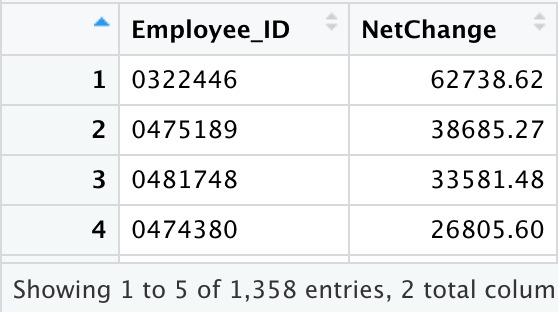 Employee_ID NetChange
1 0322446 62738.62
2 0475189 38685.27
3 0481748 33581.48
4 0474380 26805.60
Showing 1 to 5 of 1,358 entries, 2 total colum